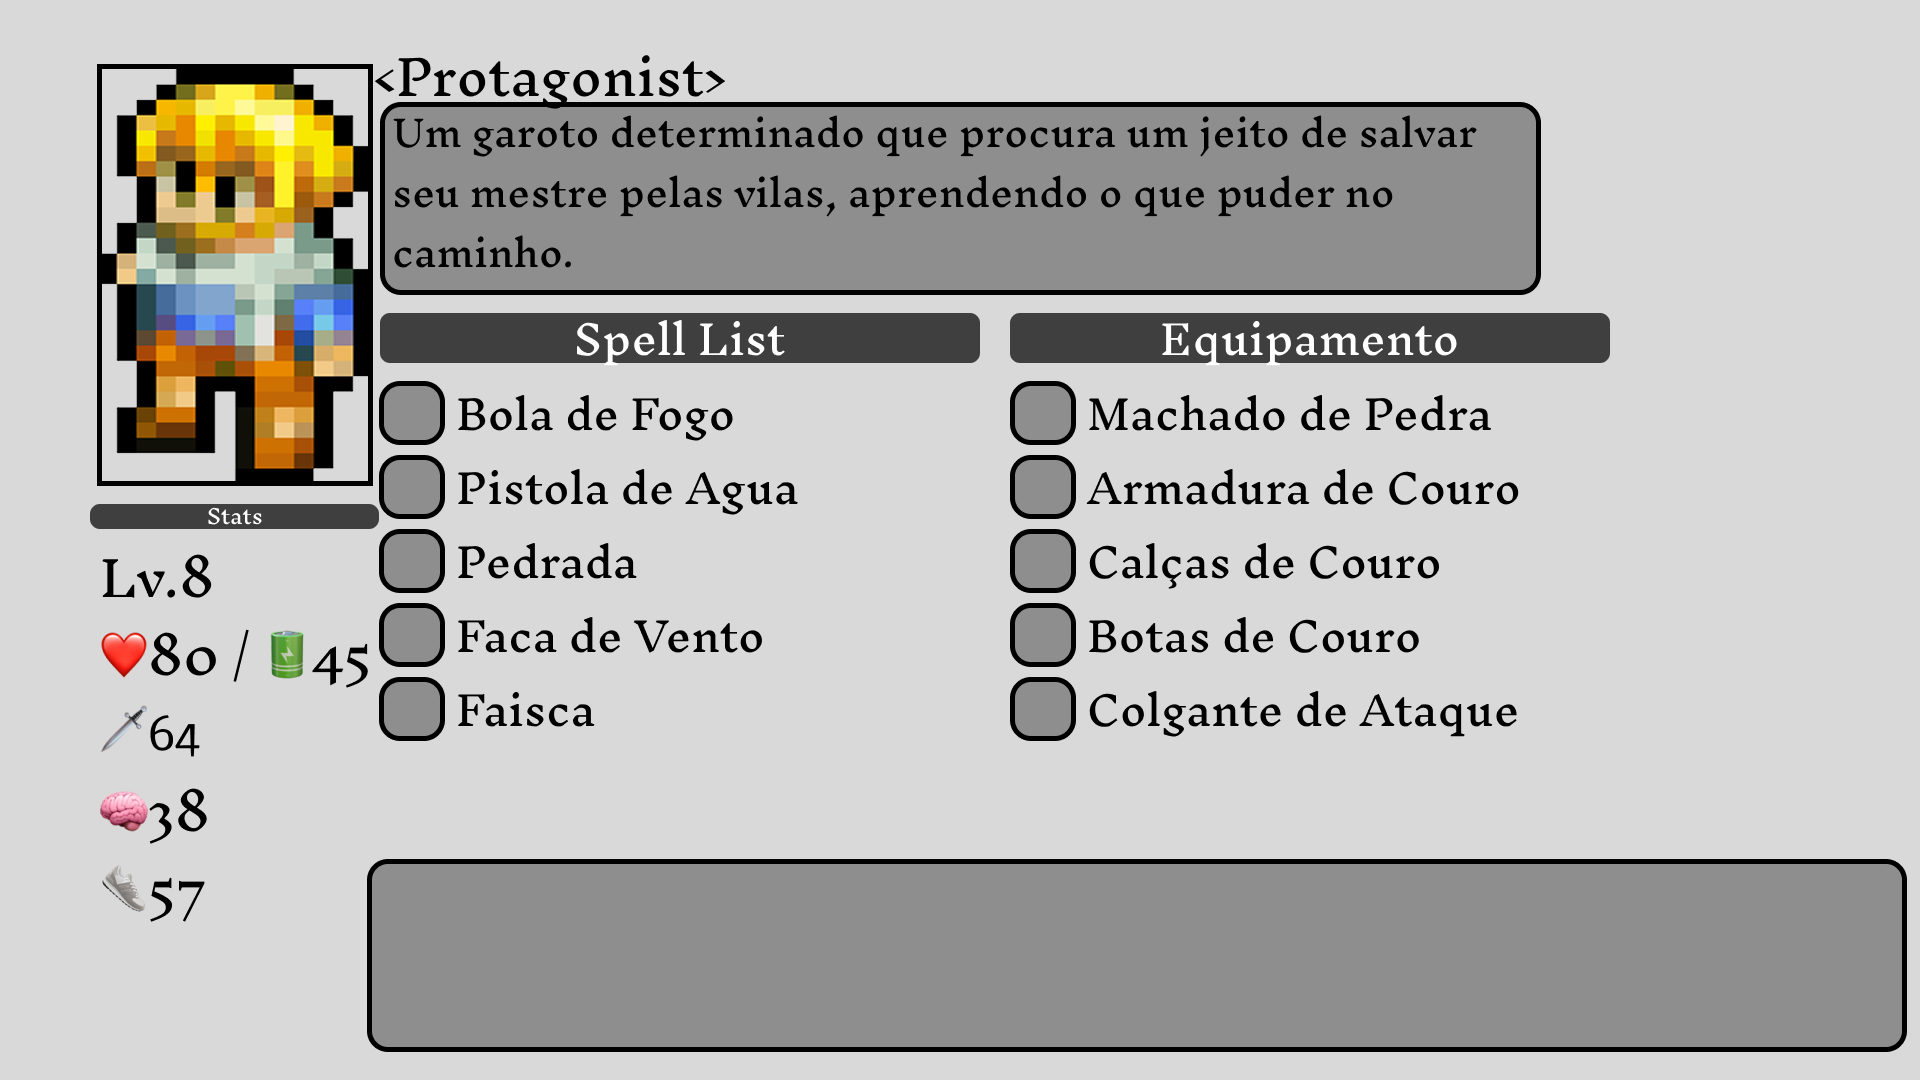 <Protagonist>
Um garoto determinado que procura um jeito de salvar
seu mestre pelas vilas, aprendendo o que puder no
caminho.
Stats
Lv.8
80 / 45
64
38
57
Spell List
Bola de Fogo
Pistola de Agua
Pedrada
Faca de Vento
Faisca
Equipamento
Machado de Pedra
Armadura de Couro
Calças de Couro
Botas de Couro
Colgante de Ataque